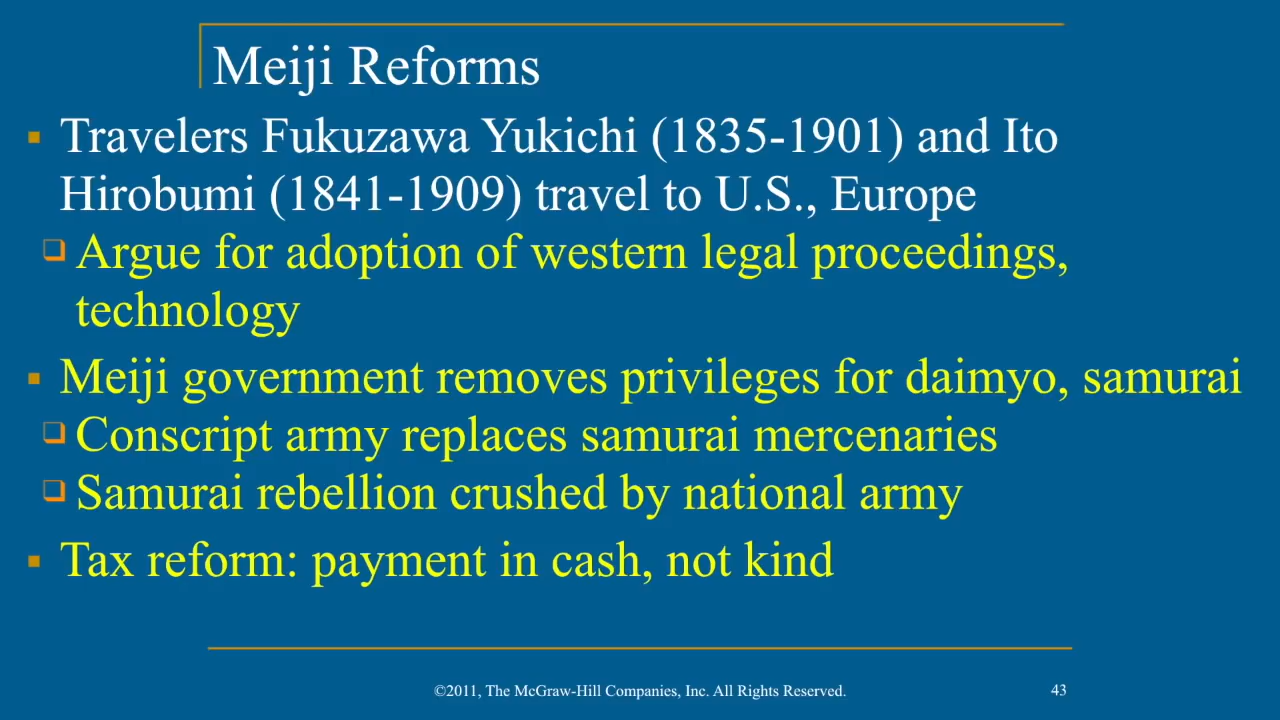 Meiji Reforms
Travelers Fukuzawa Yukichi (1835-1901) and Ito
Hirobumi (1841-1909) travel to U.S., Europe
Argue for adoption of western legal proceedings,
technology
Meiji government removes privileges for daimyo, samurai
Conscript army replaces samurai mercenaries
Samurai rebellion crushed by national army
Tax reform: payment in cash, not kind
©2011, The McGraw-Hill Companies, Inc. All Rights Reserved.
43